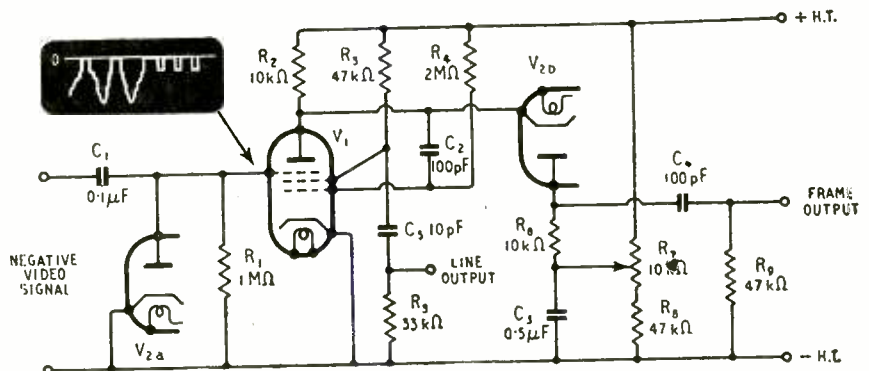 + H.T.
0
R2
10kΩ
R3
47kΩ
R4
2MΩ
V2b
V1
C1
0.1μF
C2
100pF
C4
100pF
FRAME
OUTPUT
NEGATIVE
VIDEO
SIGNAL
R1
1MΩ
C5 10pF
LINE
OUTPUT
R6
10kΩ
R7
10kΩ
R9
47kΩ
R5
33kΩ
C3
0.5μF
R8
47kΩ
V2a
− H.T.